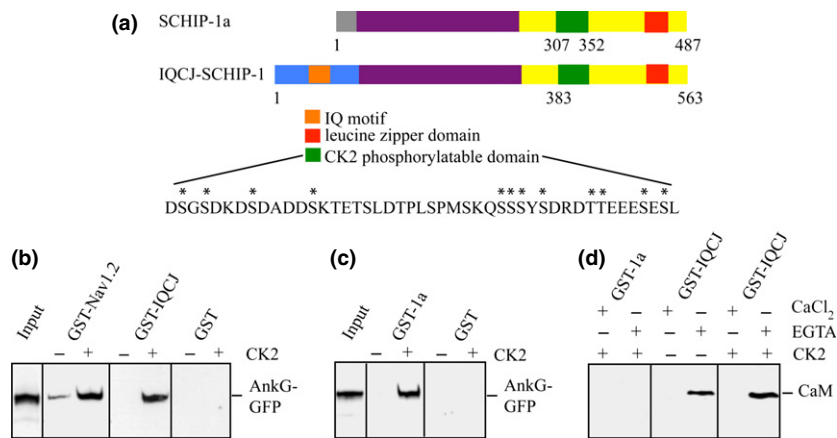 (a)
SCHIP-1a
1 307 352 487
IQCJ-SCHIP-1
1 383 563
IQ motif
leucine zipper domain
CK2 phosphorylatable domain
* * * * *** * ** * *
DSGSDKDSDADDSKTETSLDTPLSPMSKQSSSYSDRDTTEEESESL
(b)
Input GST-Nav1.2 GST-IQCJ GST
– + – + – + CK2
AnkG-GFP
(c)
Input GST-1a GST
– + – + CK2
AnkG-GFP
(d)
GST-1a GST-IQCJ GST-IQCJ
+ – + – + – CaCl2
– + – + – + EGTA
+ + – – + + CK2
CaM